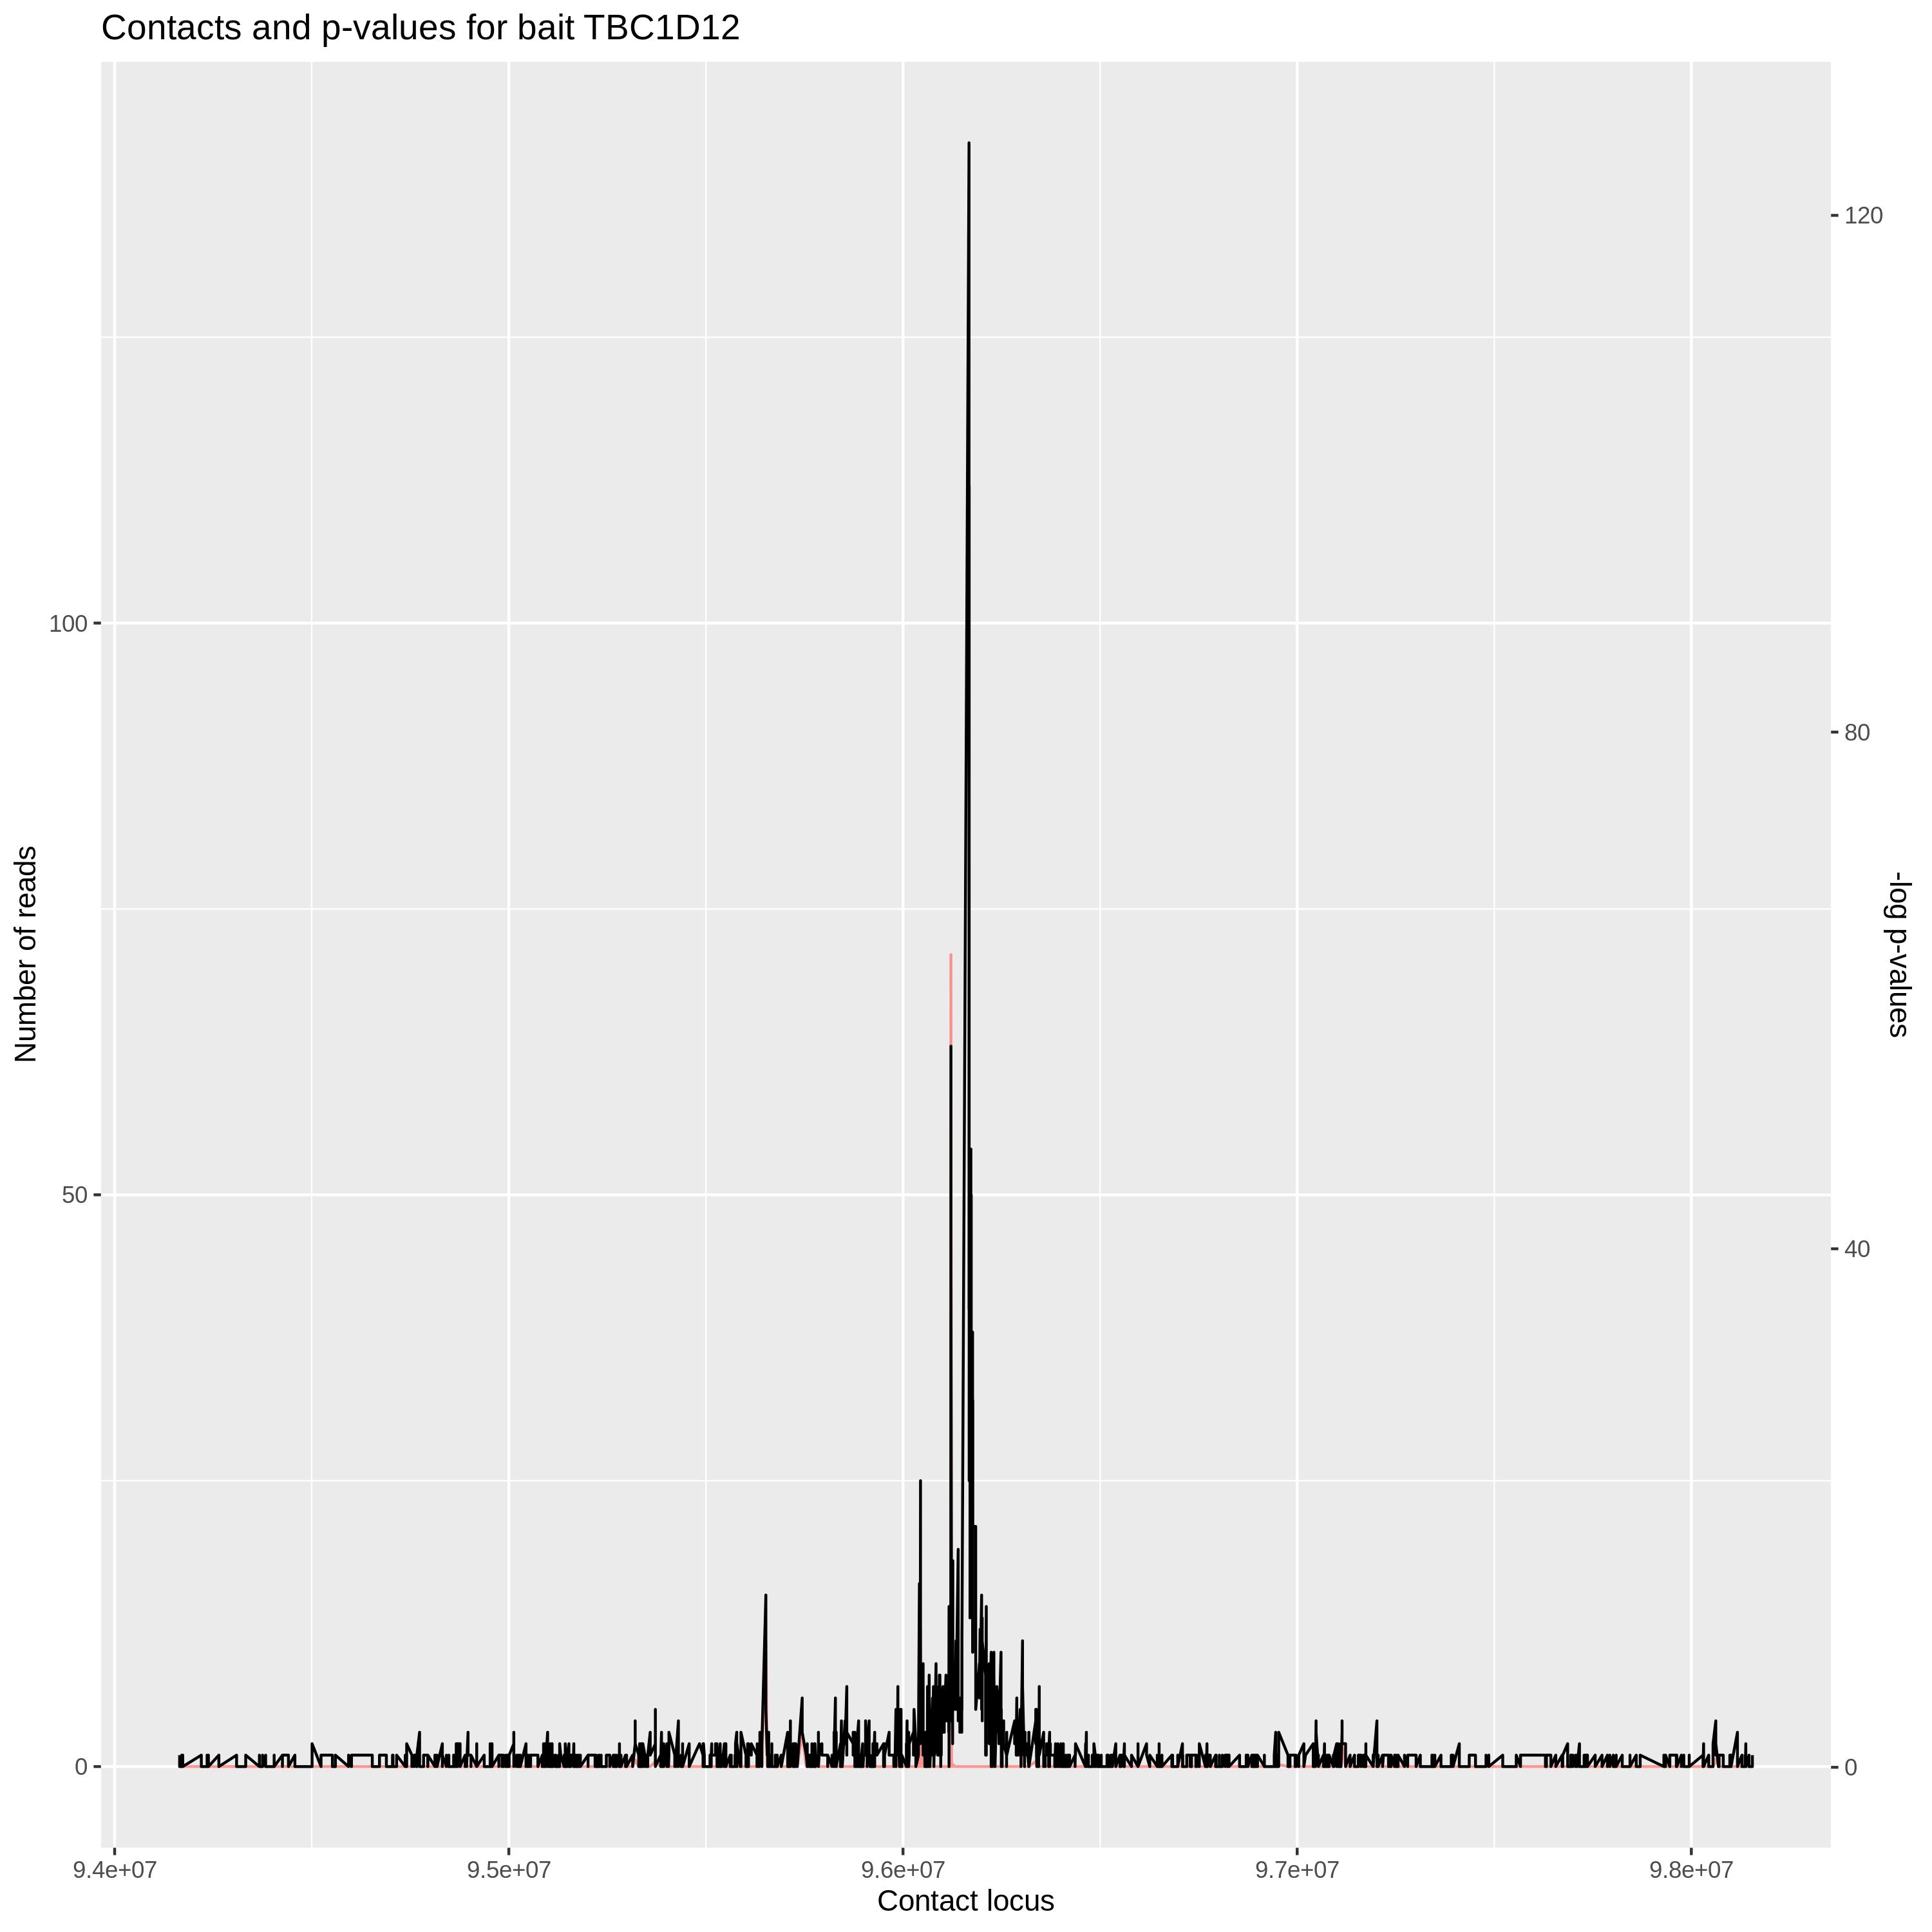 Contacts and p-values for bait TBC1D12
120
100
80
50
40
0
0
Number of reads
-log p-values
9.4e+07
9.5e+07
9.6e+07
9.7e+07
9.8e+07
Contact locus